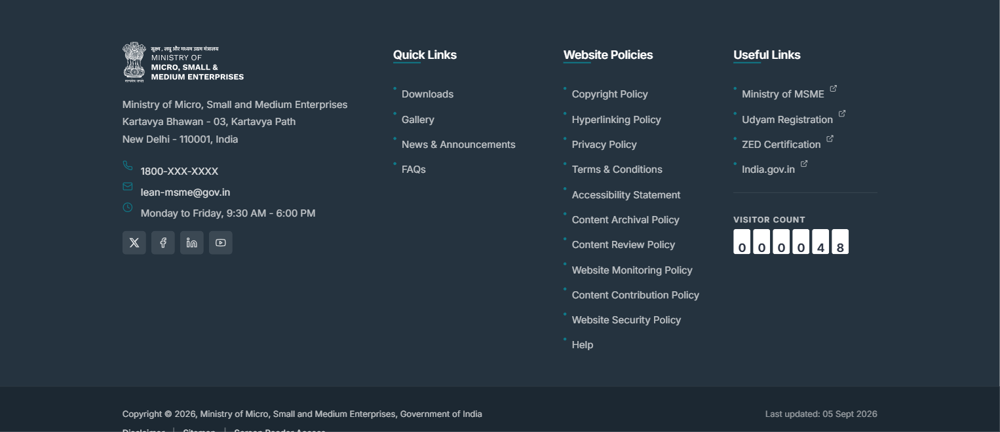 सूक्ष्म , लघु और मध्यम उद्यम मंत्रालय
MINISTRY OF
MICRO, SMALL &
MEDIUM ENTERPRISES
सत्यमेव जयते
Ministry of Micro, Small and Medium Enterprises
Kartavya Bhawan - 03, Kartavya Path
New Delhi - 110001, India
1800-XXX-XXXX
lean-msme@gov.in
Monday to Friday, 9:30 AM - 6:00 PM
Quick Links
Downloads
Gallery
News & Announcements
FAQs
Website Policies
Copyright Policy
Hyperlinking Policy
Privacy Policy
Terms & Conditions
Accessibility Statement
Content Archival Policy
Content Review Policy
Website Monitoring Policy
Content Contribution Policy
Website Security Policy
Help
Useful Links
Ministry of MSME
Udyam Registration
ZED Certification
India.gov.in
VISITOR COUNT
0 0 0 0 4 8
Copyright © 2026, Ministry of Micro, Small and Medium Enterprises, Government of India
Last updated: 05 Sept 2026
Disclaimer | Sitemap | Screen Reader Access